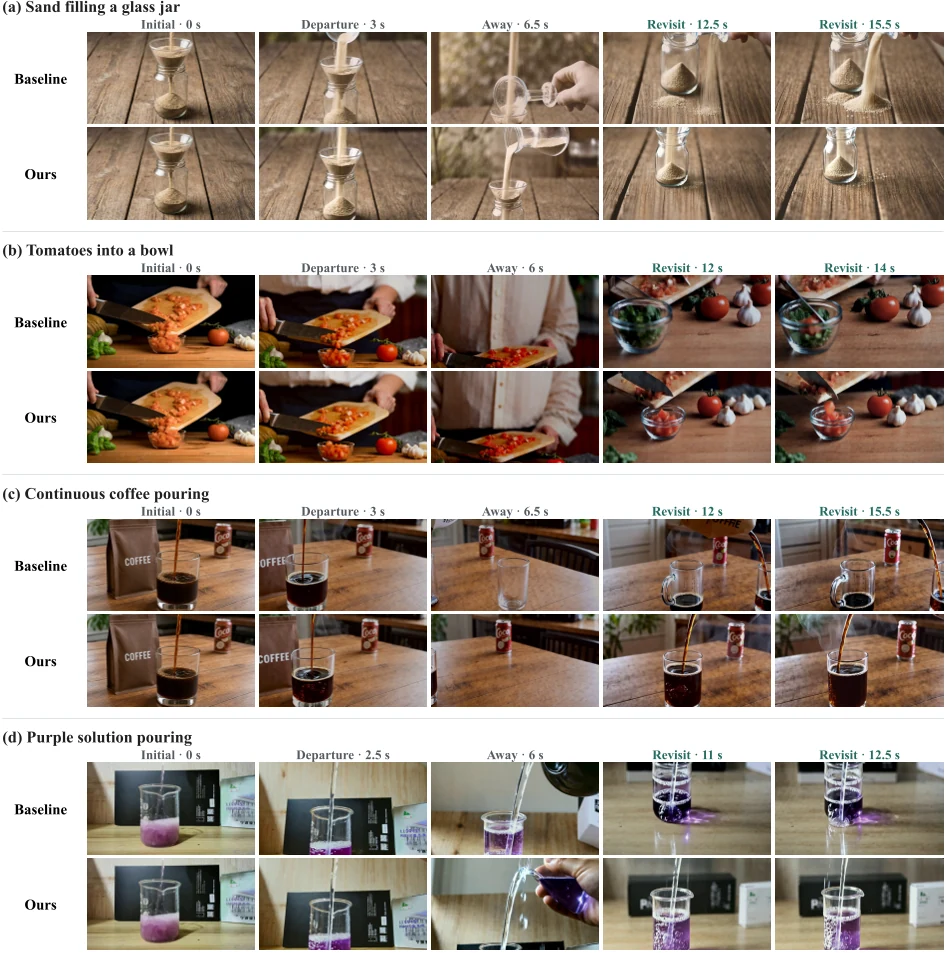 (a) Sand filling a glass jar
Initial · 0 s Departure · 3 s Away · 6.5 s Revisit · 12.5 s Revisit · 15.5 s
Baseline
Ours
(b) Tomatoes into a bowl
Initial · 0 s Departure · 3 s Away · 6 s Revisit · 12 s Revisit · 14 s
Baseline
Ours
(c) Continuous coffee pouring
Initial · 0 s Departure · 3 s Away · 6.5 s Revisit · 12 s Revisit · 15.5 s
Baseline
COFFEE
COFFEE
Ours
COFFEE
COFFEE
(d) Purple solution pouring
Initial · 0 s Departure · 2.5 s Away · 6 s Revisit · 11 s Revisit · 12.5 s
Baseline
Ours